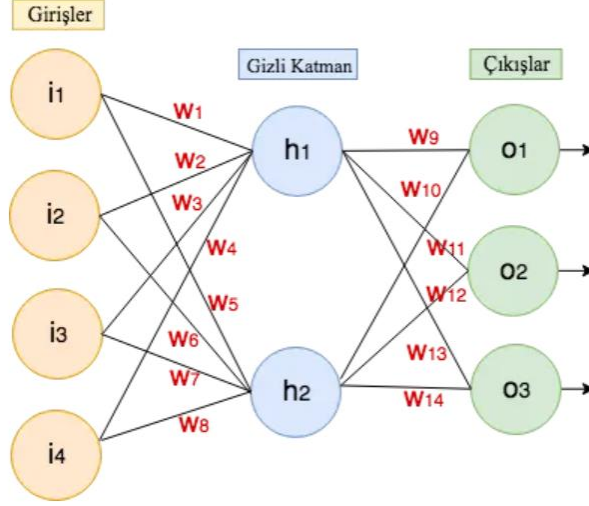 Girişler
Gizli Katman
Çıkışlar
i1
i2
i3
i4
W1
W2
W3
W4
W5
W6
W7
W8
h1
h2
W9
W10
W11
W12
W13
W14
o1
o2
o3